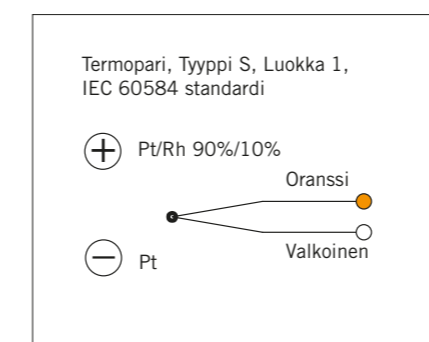 Termopari, Tyyppi S, Luokka 1,
IEC 60584 standardi
+ Pt/Rh 90%/10%
Oranssi
Valkoinen
− Pt